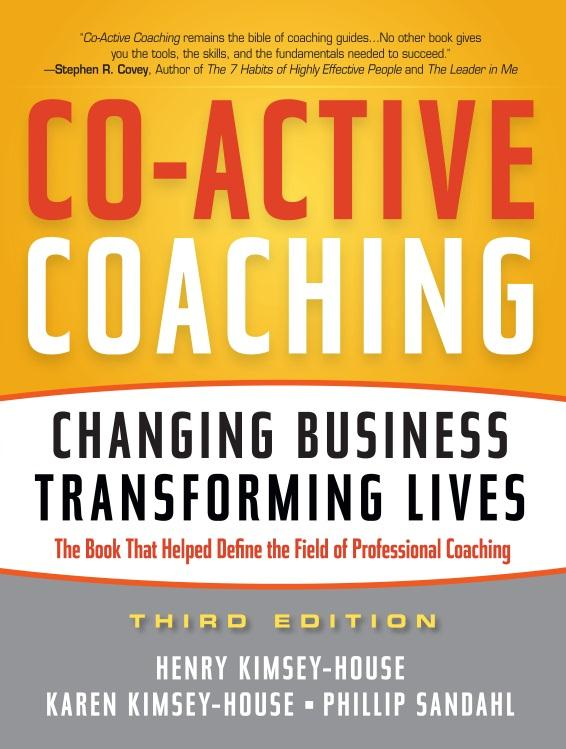 “Co-Active Coaching remains the bible of coaching guides…No other book gives
you the tools, the skills, and the fundamentals needed to succeed.”
—Stephen R. Covey, Author of The 7 Habits of Highly Effective People and The Leader in Me
CO-ACTIVE
COACHING
CHANGING BUSINESS
TRANSFORMING LIVES
The Book That Helped Define the Field of Professional Coaching
THIRD EDITION
HENRY KIMSEY-HOUSE
KAREN KIMSEY-HOUSE ▪ PHILLIP SANDAHL